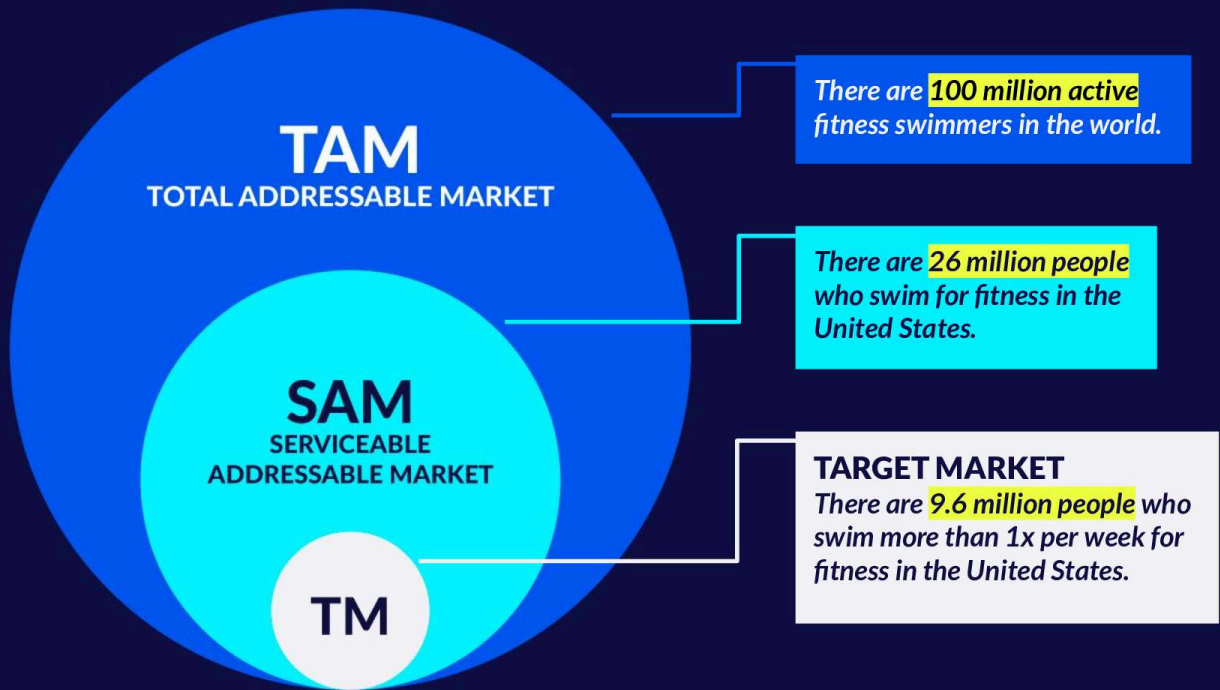 TAM
TOTAL ADDRESSABLE MARKET
There are 100 million active
fitness swimmers in the world.
SAM
SERVICEABLE
ADDRESSABLE MARKET
There are 26 million people
who swim for fitness in the
United States.
TM
TARGET MARKET
There are 9.6 million people who
swim more than 1x per week for
fitness in the United States.